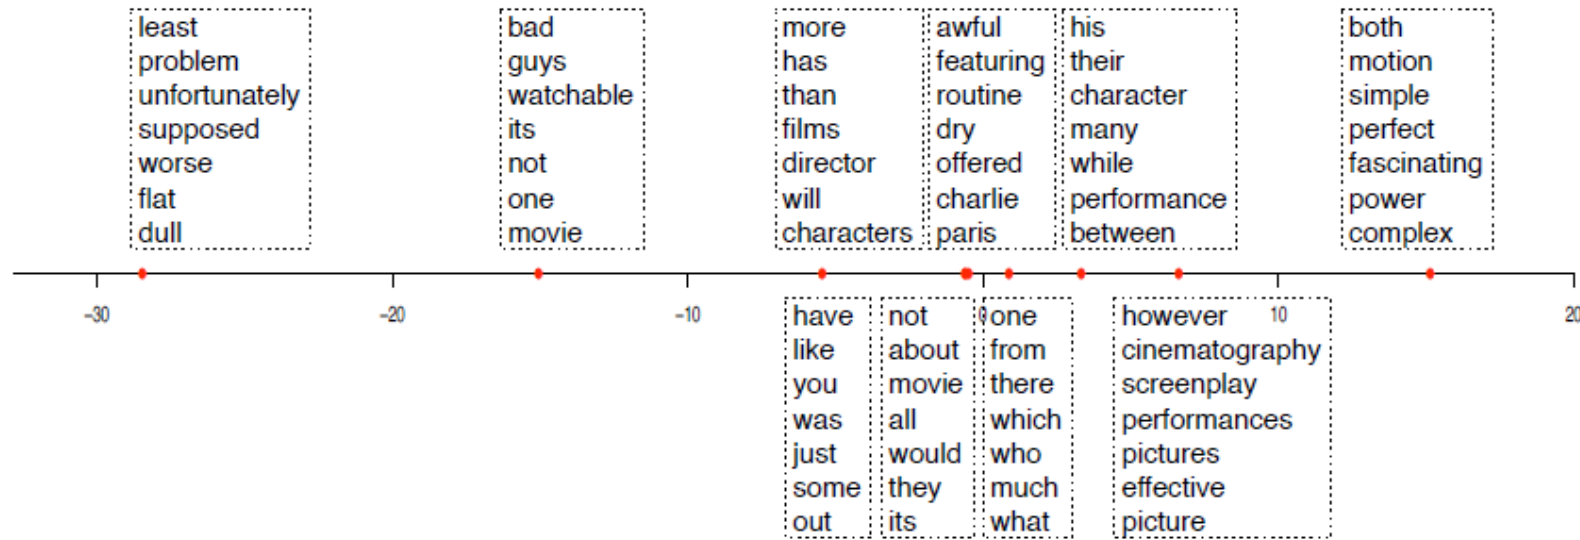 least
problem
unfortunately
supposed
worse
flat
dull
bad
guys
watchable
its
not
one
movie
more
has
than
films
director
will
characters
awful
featuring
routine
dry
offered
charlie
paris
his
their
character
many
while
performance
between
both
motion
simple
perfect
fascinating
power
complex
−30
−20
−10
0
10
20
have
like
you
was
just
some
out
not
about
movie
all
would
they
its
one
from
there
which
who
much
what
however
cinematography
screenplay
performances
pictures
effective
picture